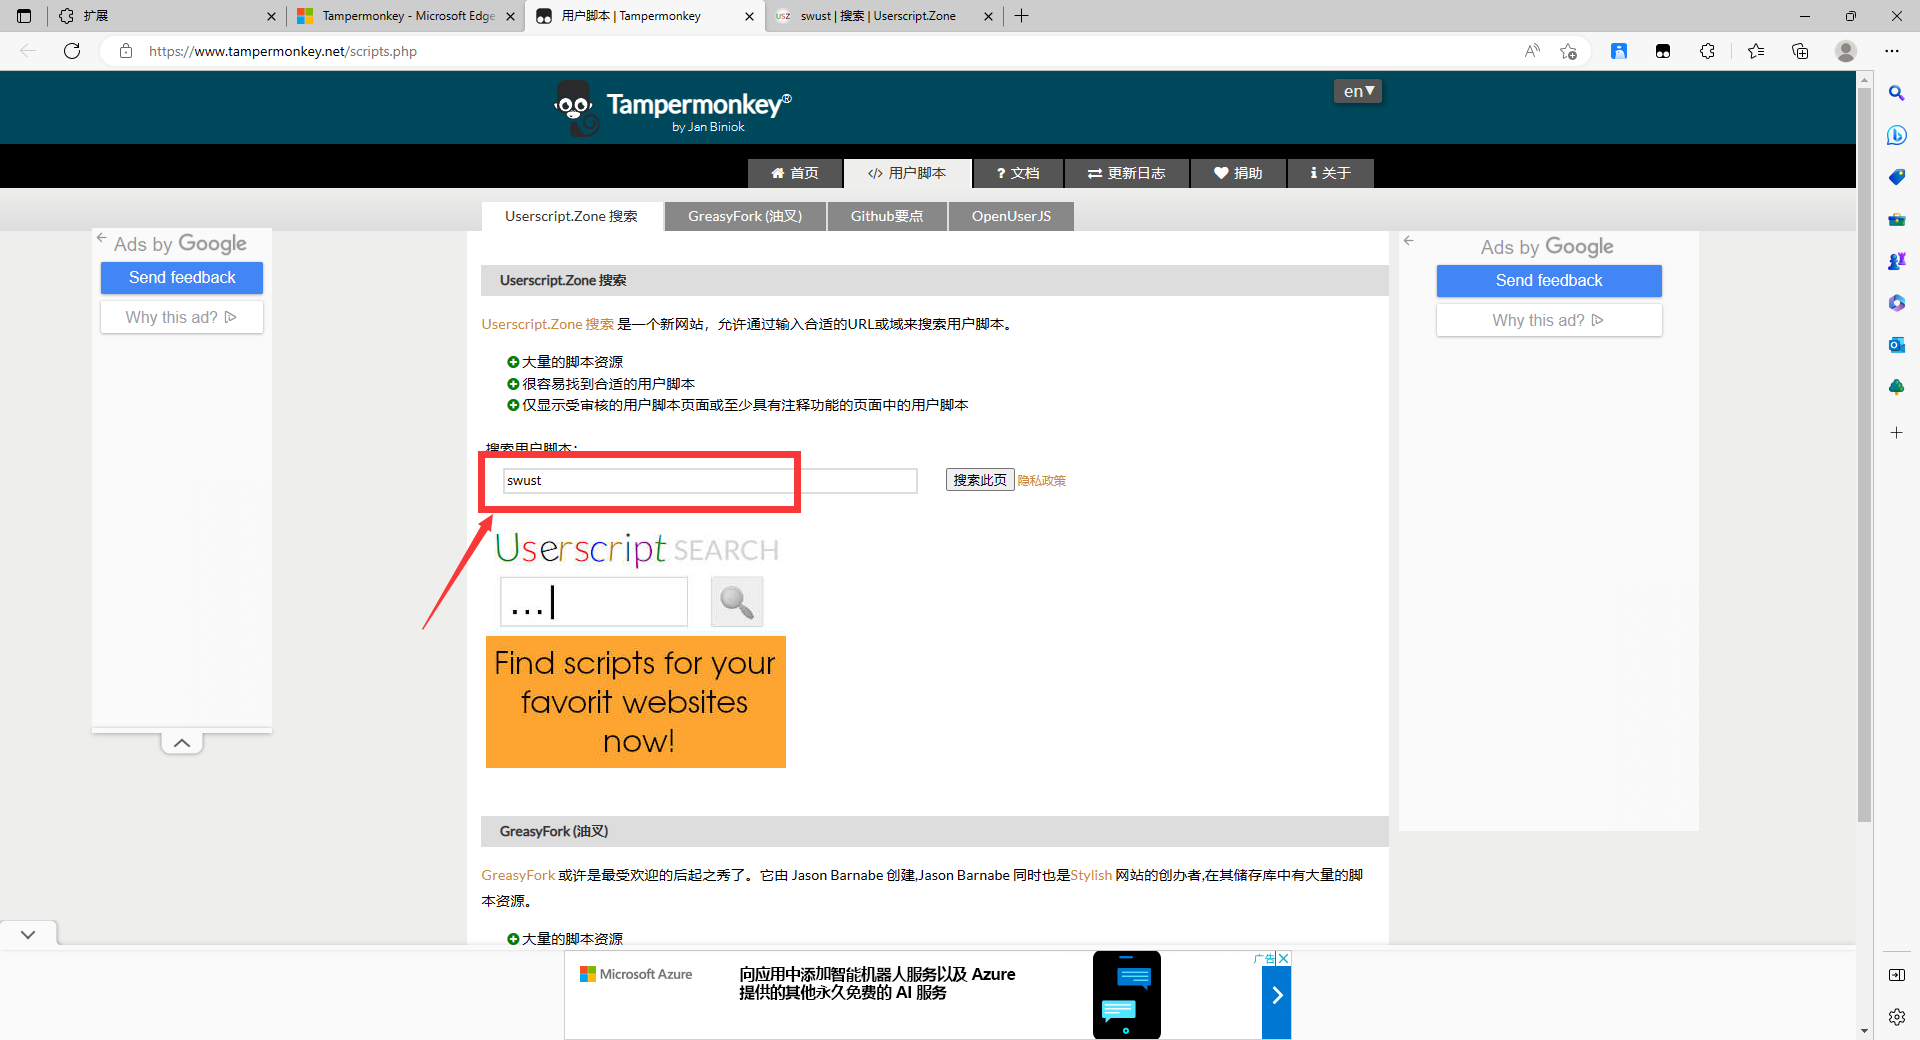 扩展
Tampermonkey - Microsoft Edge
用户脚本 | Tampermonkey
USZ
swust | 搜索 | Userscript.Zone
https://www.tampermonkey.net/scripts.php
Tampermonkey®
by Jan Biniok
en▼
首页
</> 用户脚本
? 文档
更新日志
捐助
i 关于
Userscript.Zone 搜索
GreasyFork (油叉)
Github要点
OpenUserJS
Ads by Google
Send feedback
Why this ad?
Userscript.Zone 搜索
Userscript.Zone 搜索 是一个新网站，允许通过输入合适的URL或域来搜索用户脚本。
大量的脚本资源
很容易找到合适的用户脚本
仅显示受审核的用户脚本页面或至少具有注释功能的页面中的用户脚本
搜索用户脚本：
swust
搜索此页
隐私政策
Userscript SEARCH
...|
Find scripts for your
favorit websites
now!
Ads by Google
Send feedback
Why this ad?
GreasyFork (油叉)
GreasyFork 或许是最受欢迎的后起之秀了。它由 Jason Barnabe 创建,Jason Barnabe 同时也是Stylish 网站的创办者,在其储存库中有大量的脚
本资源。
大量的脚本资源
Microsoft Azure
向应用中添加智能机器人服务以及 Azure
提供的其他永久免费的 AI 服务
广告